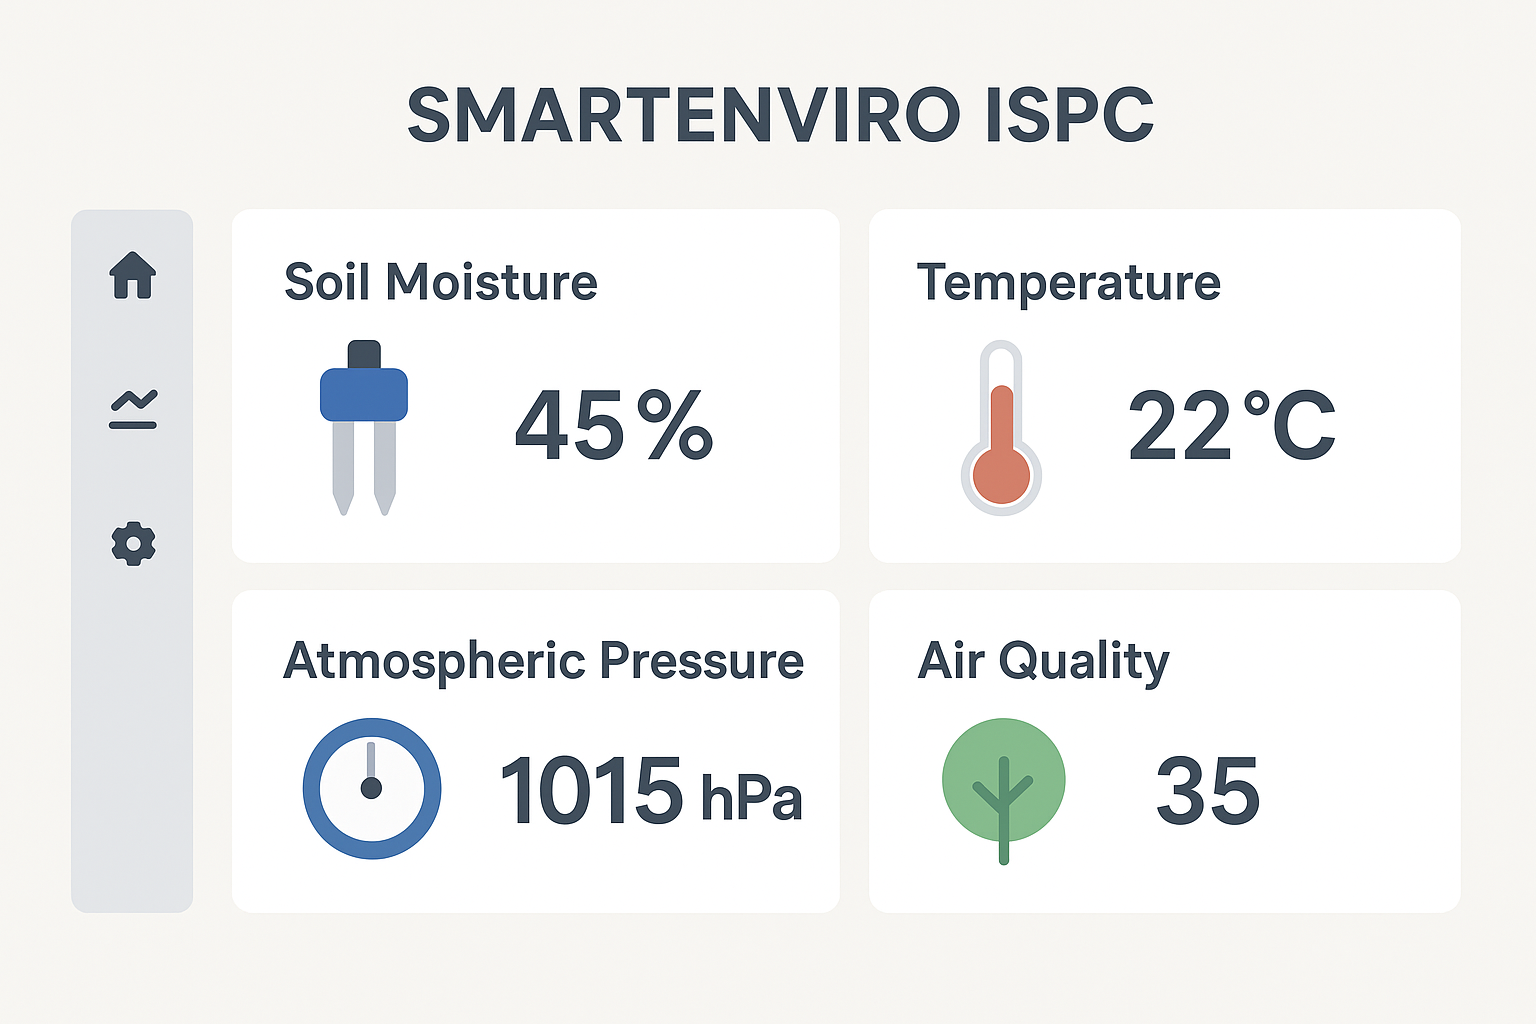 SMARTENVIRO ISPC
Soil Moisture
45%
Temperature
22°C
Atmospheric Pressure
1015 hPa
Air Quality
35